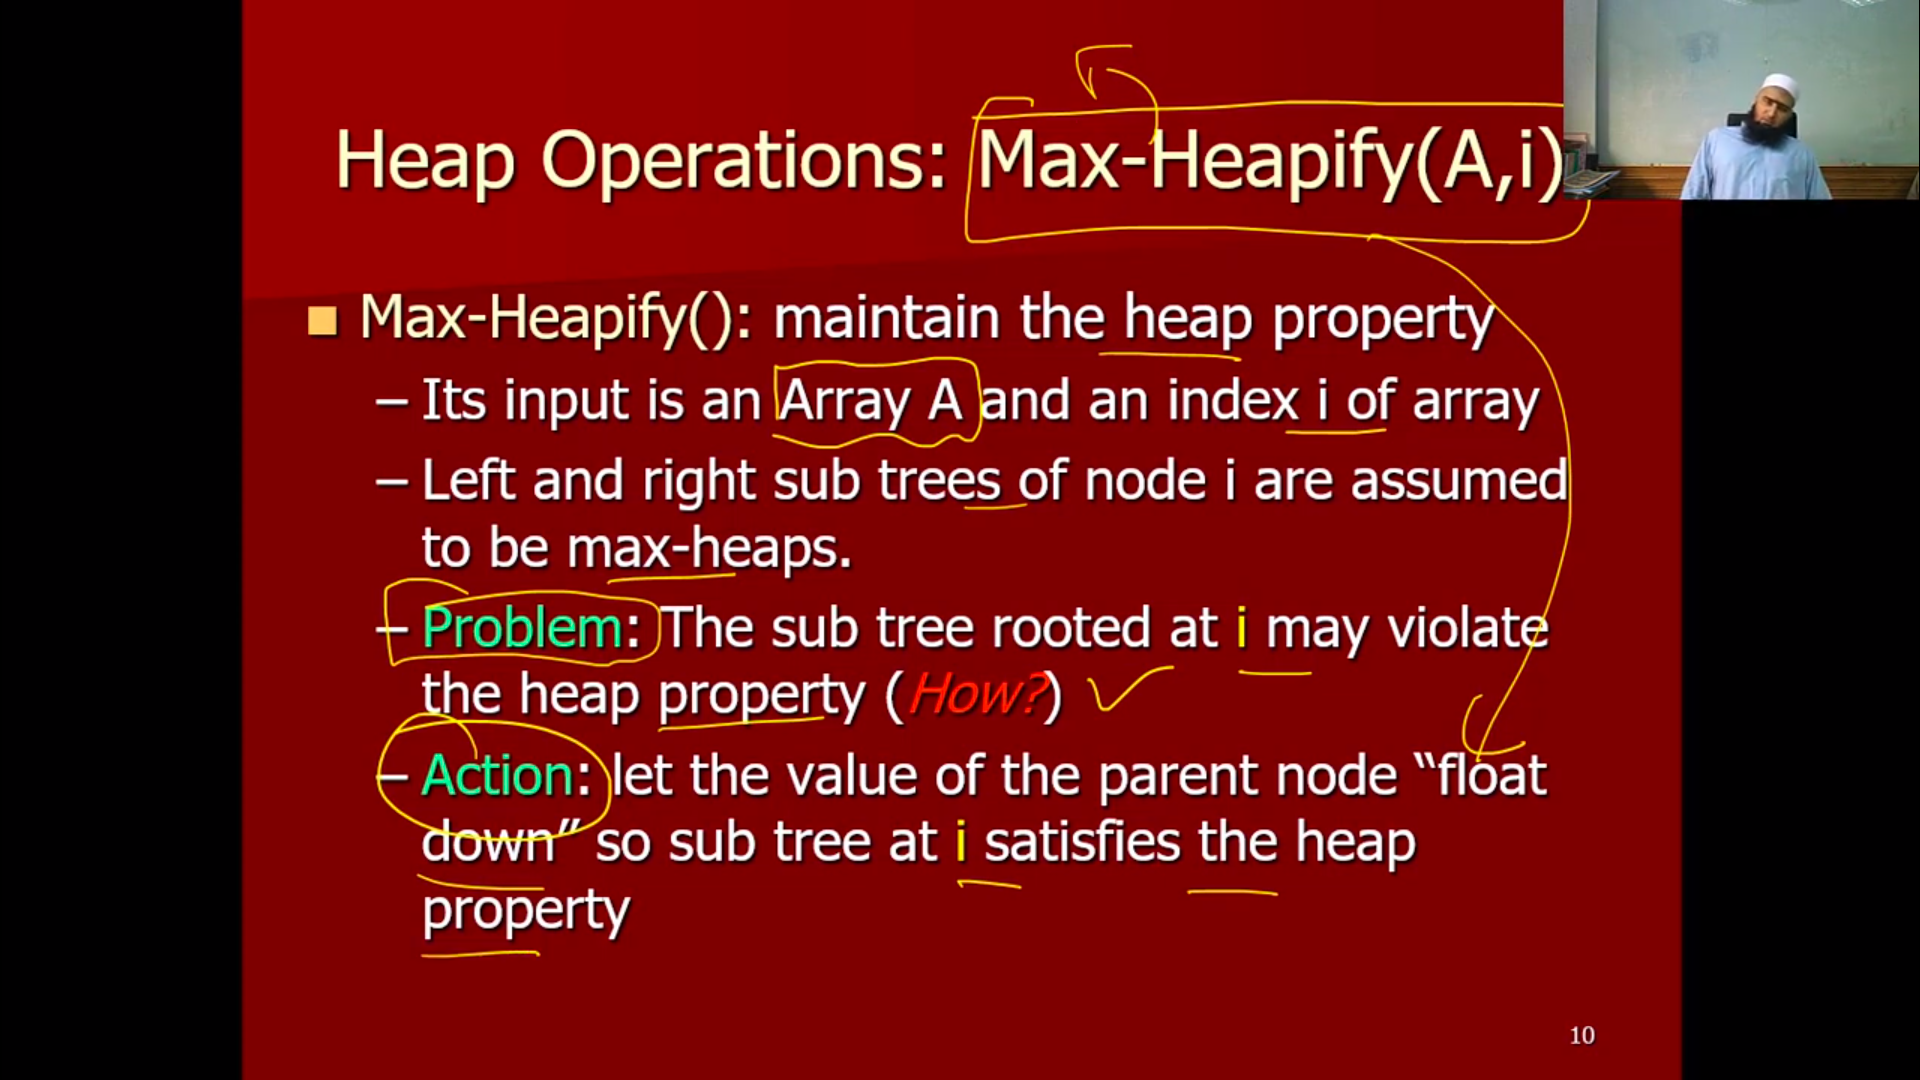 Heap Operations: Max-Heapify(A,i)
■ Max-Heapify(): maintain the heap property
– Its input is an Array A and an index i of array
– Left and right sub trees of node i are assumed
to be max-heaps.
– Problem: The sub tree rooted at i may violate
the heap property (How?)
– Action: let the value of the parent node “float
down” so sub tree at i satisfies the heap
property
10